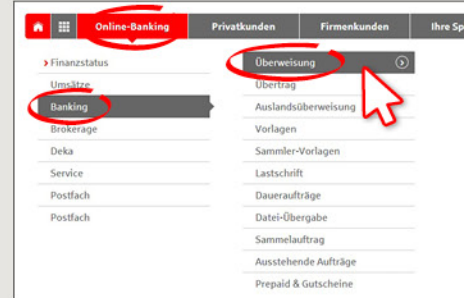 Online-Banking Privatkunden Firmenkunden Ihre Sp
Finanzstatus
Umsätze
Banking
Brokerage
Deka
Service
Postfach
Postfach
Überweisung
Übertrag
Auslandsüberweisung
Vorlagen
Sammler-Vorlagen
Lastschrift
Daueraufträge
Datei-Übergabe
Sammelauftrag
Ausstehende Aufträge
Prepaid & Gutscheine